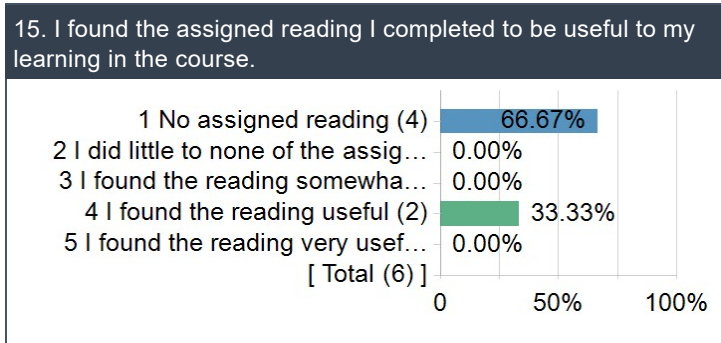 15. I found the assigned reading I completed to be useful to my
learning in the course.
1 No assigned reading (4) 66.67%
2 I did little to none of the assig... 0.00%
3 I found the reading somewha... 0.00%
4 I found the reading useful (2) 33.33%
5 I found the reading very usef... 0.00%
[ Total (6) ]
0 50% 100%